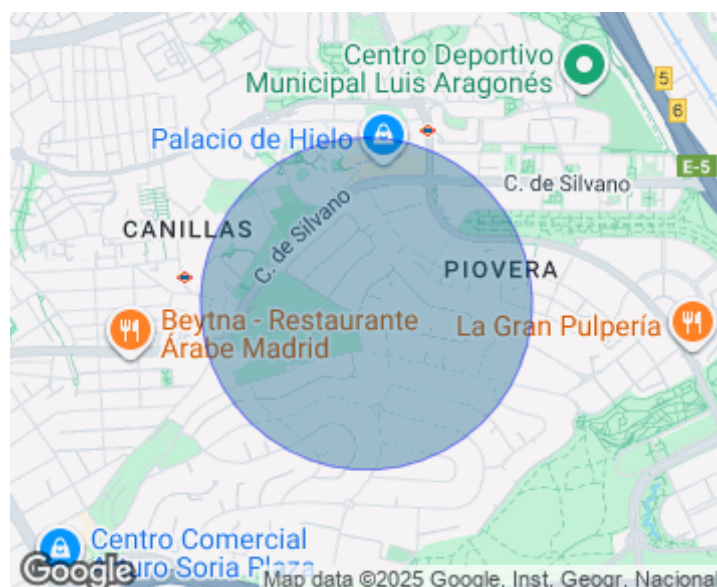 Centro Deportivo
Municipal Luis Aragonés
5
6
Palacio de Hielo
E-5
C. de Silvano
CANILLAS
C. de Silvano
PIOVERA
Beytna - Restaurante
Árabe Madrid
La Gran Pulpería
Centro Comercial
Arturo Soria Plaza
Google
Map data ©2025 Google, Inst. Geogr. Nacional